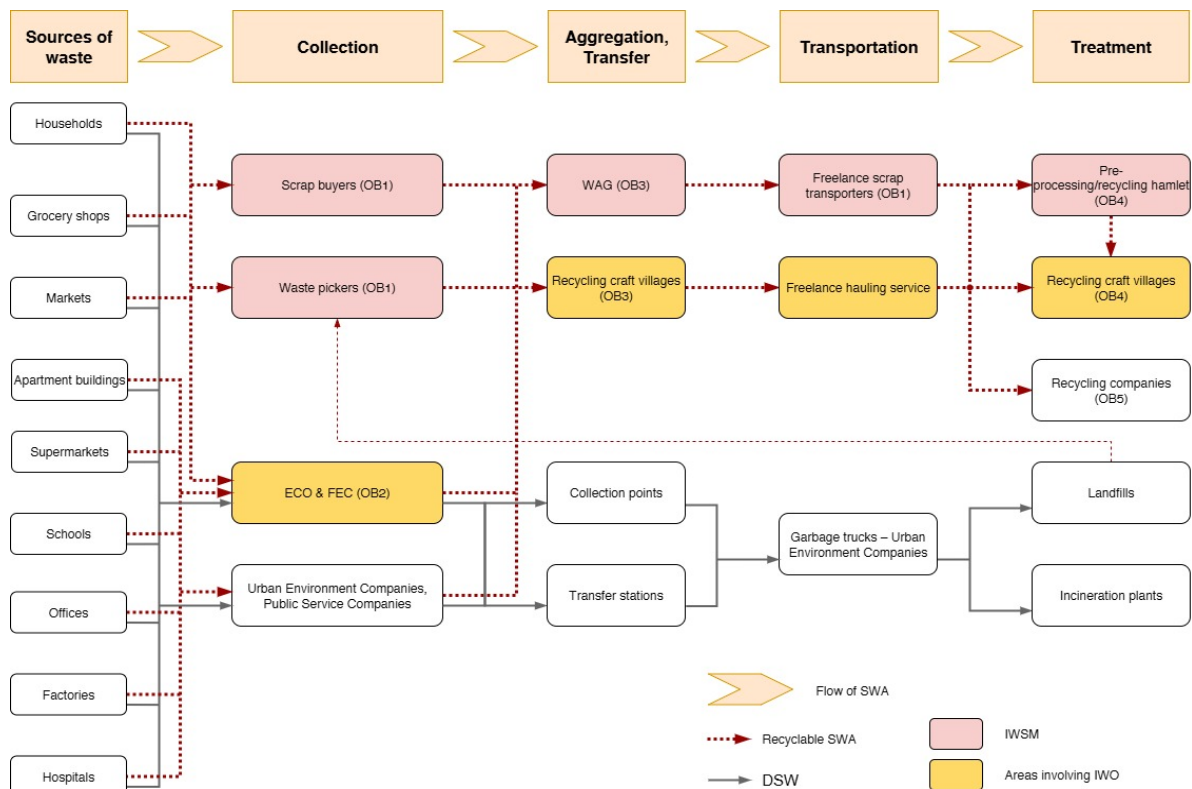 Sources of
waste
Collection
Aggregation,
Transfer
Transportation
Treatment
Households
Grocery shops
Markets
Apartment buildings
Supermarkets
Schools
Offices
Factories
Hospitals
Scrap buyers (OB1)
Waste pickers (OB1)
ECO & FEC (OB2)
Urban Environment Companies,
Public Service Companies
WAG (OB3)
Recycling craft villages
(OB3)
Collection points
Transfer stations
Freelance scrap
transporters (OB1)
Freelance hauling service
Garbage trucks – Urban
Environment Companies
Pre-
processing/recycling hamlet
(OB4)
Recycling craft villages
(OB4)
Recycling companies
(OB5)
Landfills
Incineration plants
Flow of SWA
Recyclable SWA
DSW
IWSM
Areas involving IWO